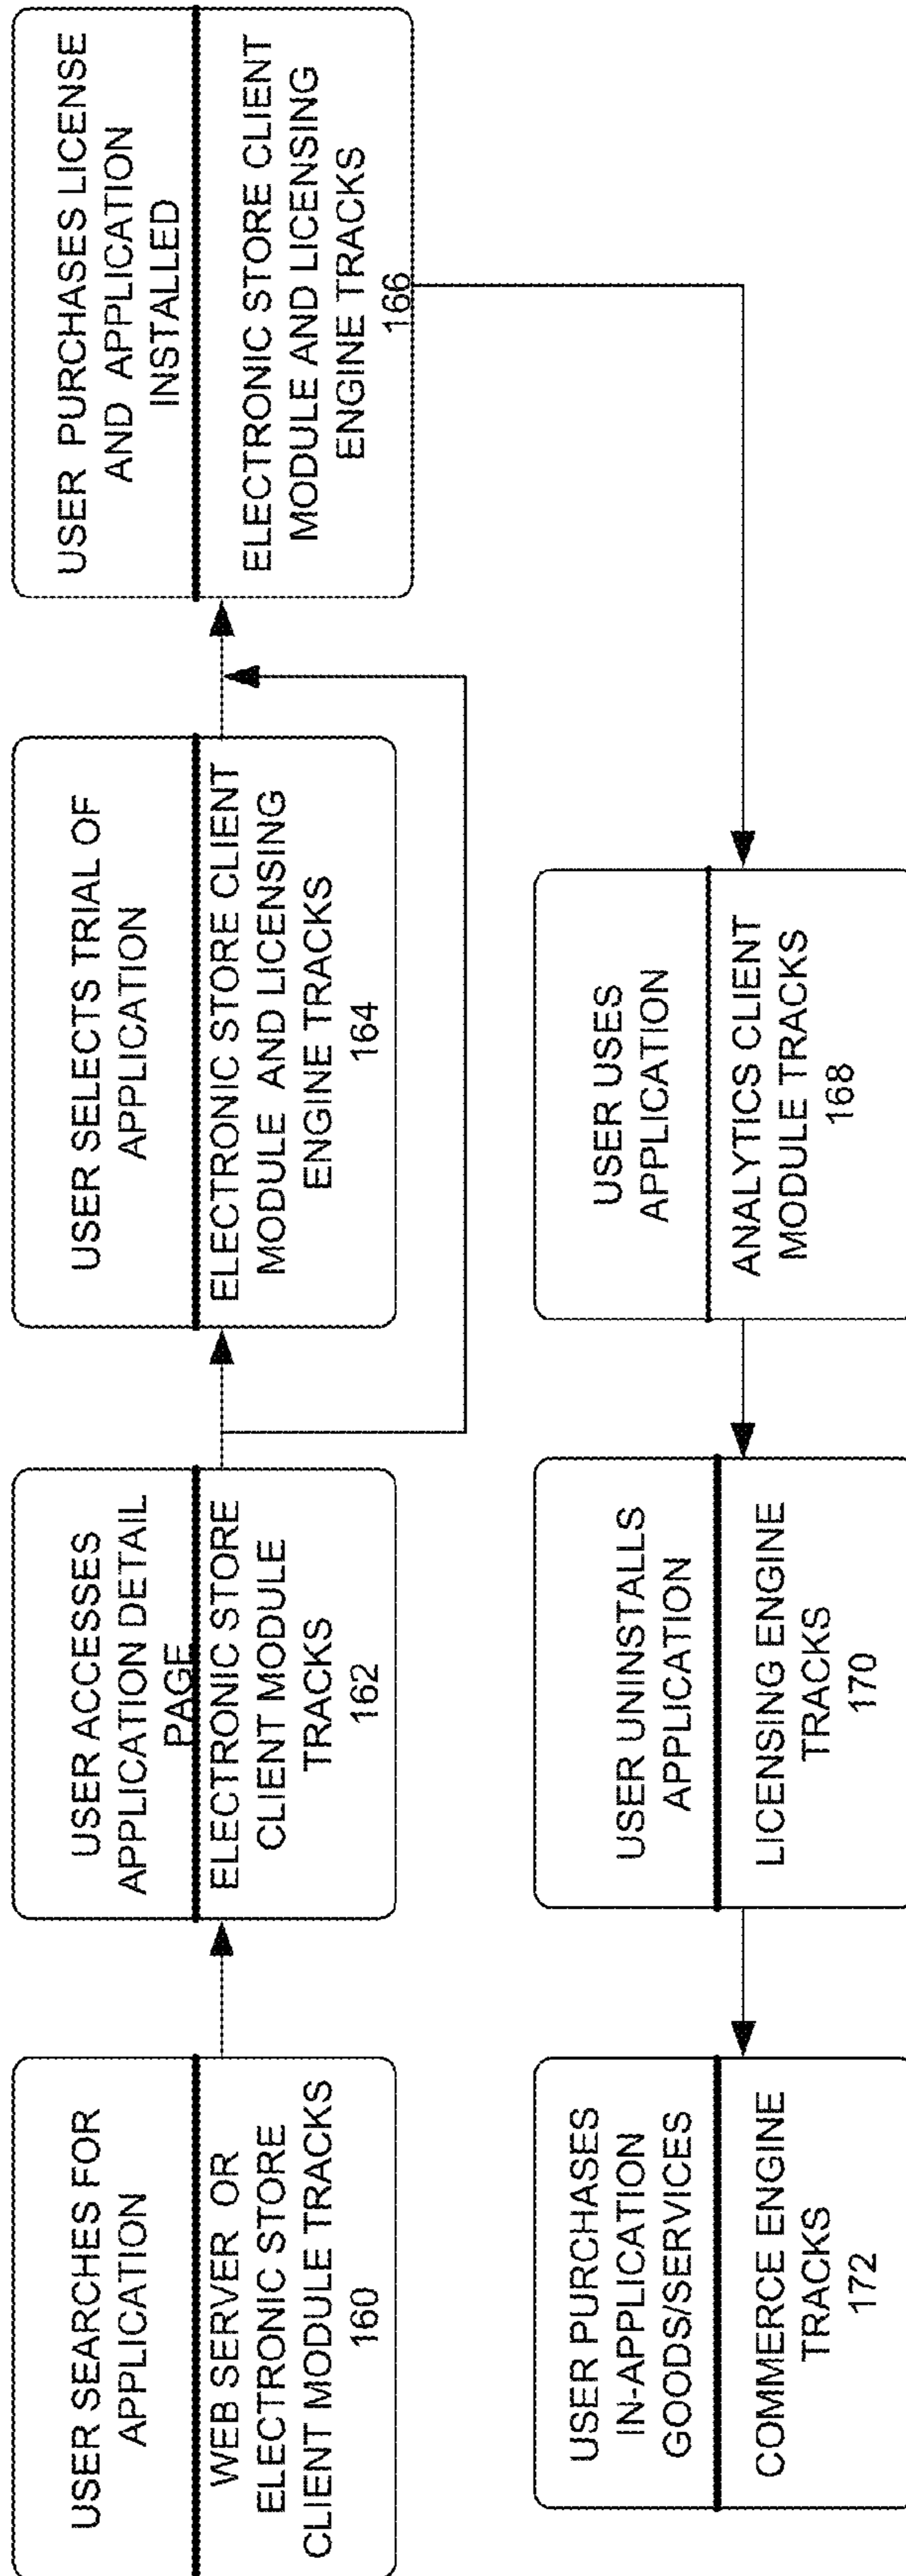 USER SEARCHES FOR
APPLICATION
WEB SERVER OR
ELECTRONIC STORE
CLIENT MODULE TRACKS
160
USER ACCESSES
APPLICATION DETAIL
PAGE
ELECTRONIC STORE
CLIENT MODULE
TRACKS
162
USER SELECTS TRIAL OF
APPLICATION
ELECTRONIC STORE CLIENT
MODULE AND LICENSING
ENGINE TRACKS
164
USER PURCHASES LICENSE
AND APPLICATION
INSTALLED
ELECTRONIC STORE CLIENT
MODULE AND LICENSING
ENGINE TRACKS
166
USER USES
APPLICATION
ANALYTICS CLIENT
MODULE TRACKS
168
USER UNINSTALLS
APPLICATION
LICENSING ENGINE
TRACKS
170
USER PURCHASES
IN-APPLICATION
GOODS/SERVICES
COMMERCE ENGINE
TRACKS
172